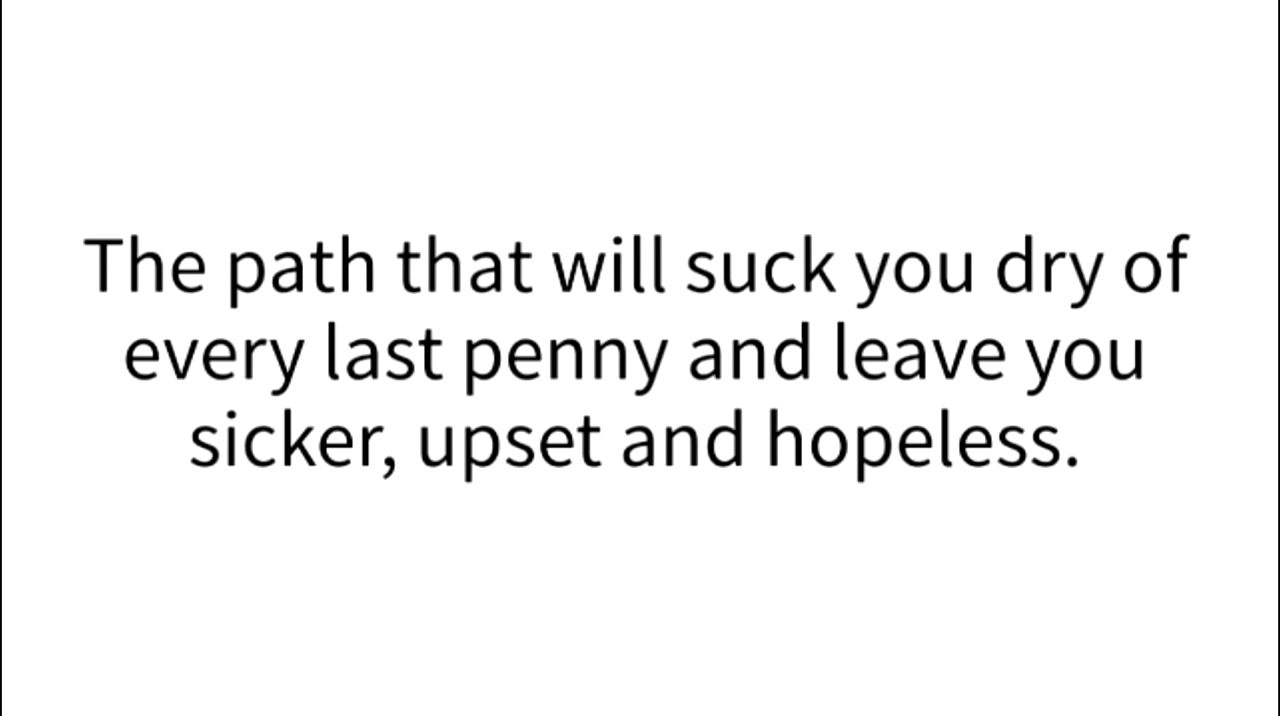 The path that will suck you dry of
every last penny and leave you
sicker, upset and hopeless.